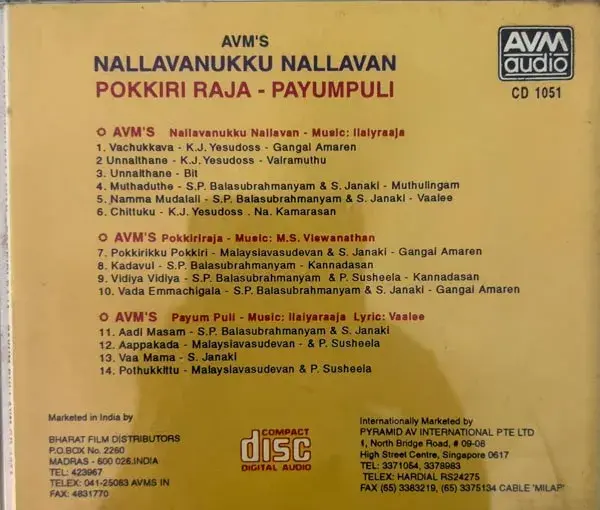 AVM'S
NALLAVANUKKU NALLAVAN
POKKIRI RAJA - PAYUMPULI
AVM
audio
CD 1051
AVM'S Nallavanukku Nallavan - Music: Ilaiyraaja
1. Vachukkava - K.J. Yesudoss - Gangai Amaren
2 Unnalthane - K.J. Yesudoss - Vairamuthu
3. Unnalthane - Bit
4. Muthaduthe - S.P. Balasubrahmanyam & S. Janaki - Muthulingam
5. Namma Mudalali - S.P. Balasubrahmanyam & S. Janaki - Vaalee
6. Chittuku - K.J. Yesudoss . Na. Kamarasan
AVM'S Pokkiriraja - Music: M.S. Viewanathan
7. Pokkirikku Pokkiri - Malaysiavasudevan & S. Janaki - Gangai Amaren
8. Kadavul - S.P. Balasubrahmanyam - Kannadasan
9. Vidiya Vidiya - S.P. Balasubrahmanyam & P. Susheela - Kannadasan
10. Vada Emmachigala - S.P. Balasubrahmanyam & S. Janaki - Gangai Amaren
AVM'S Payum Puli - Music: Ilaiyaraaja Lyric: Vaalee
11. Aadi Masam - S.P. Balasubrahmanyam & S. Janaki
12. Aappakada - Malaysiavasudevan - & P. Susheela
13. Vaa Mama - S. Janaki
14. Pothukkittu - Malaysiavasudevan & P. Susheela
Marketed in India by
BHARAT FILM DISTRIBUTORS
P.O.BOX No. 2260
MADRAS - 600 026.INDIA
TEL: 423967
TELEX: 041-25083 AVMS IN
FAX: 4831770
COMPACT
disc
DIGITAL AUDIO
Internationally Marketed by
PYRAMID AV INTERNATIONAL PTE LTD
1, North Bridge Road, # 09-08
High Street Centre, Singapore 0617
TEL: 3371054, 3378983
TELEX: HARDIAL RS24275
FAX (65) 3383219, (65) 3375134 CABLE 'MILAP'